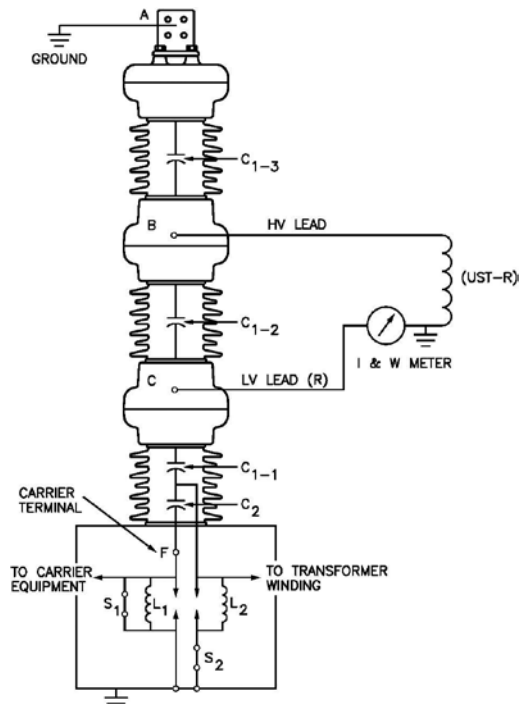 A
GROUND
C1-3
B
HV LEAD
(UST-R)
C1-2
I & W METER
C
LV LEAD (R)
C1-1
C2
CARRIER
TERMINAL
F
TO CARRIER
EQUIPMENT
TO TRANSFORMER
WINDING
S1
L1
L2
S2